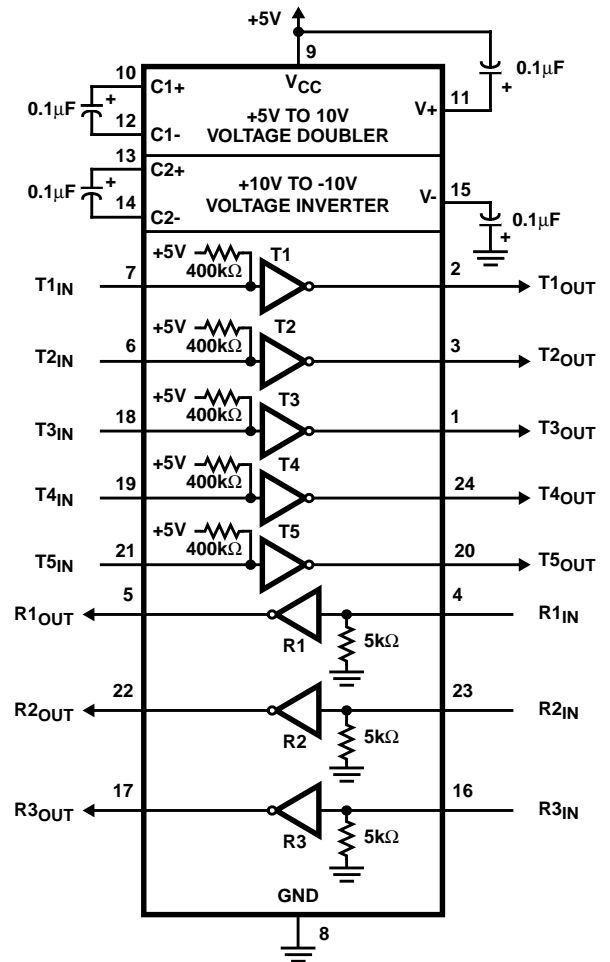 +5V
9
10
C1+
VCC
0.1µF
+
0.1µF
+
11
V+
12
C1-
+5V TO 10V
VOLTAGE DOUBLER
13
C2+
0.1µF
+
14
C2-
+10V TO -10V
VOLTAGE INVERTER
V-
15
0.1µF
+
+5V
400kΩ
T1
T1IN
7
2
T1OUT
+5V
400kΩ
T2
T2IN
6
3
T2OUT
+5V
400kΩ
T3
T3IN
18
1
T3OUT
+5V
400kΩ
T4
T4IN
19
24
T4OUT
+5V
400kΩ
T5
T5IN
21
20
T5OUT
R1OUT
5
4
R1IN
R1
5kΩ
R2OUT
22
23
R2IN
R2
5kΩ
R3OUT
17
16
R3IN
R3
5kΩ
GND
8